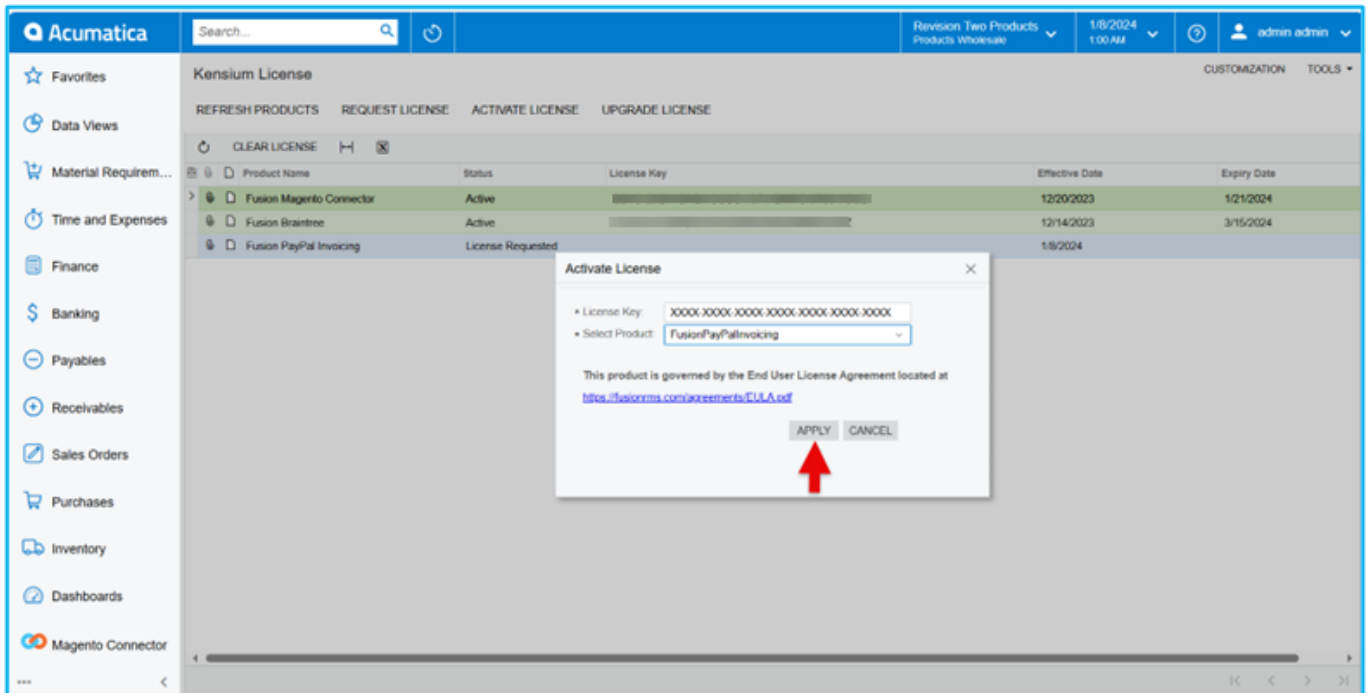 Acumatica
Search...
Revision Two Products
Products Wholesale
1/8/2024
1:00 AM
admin admin
Favorites
Data Views
Material Requirem...
Time and Expenses
Finance
Banking
Payables
Receivables
Sales Orders
Purchases
Inventory
Dashboards
Magento Connector
Kensium License
CUSTOMIZATION TOOLS
REFRESH PRODUCTS REQUEST LICENSE ACTIVATE LICENSE UPGRADE LICENSE
CLEAR LICENSE
Product Name Status License Key Effective Date Expiry Date
Fusion Magento Connector Active 12/20/2023 1/21/2024
Fusion Braintree Active 12/14/2023 3/15/2024
Fusion PayPal Invoicing License Requested 1/8/2024
Activate License
* License Key: XXXX-XXXX-XXXX-XXXX-XXXX-XXXX-XXXX
* Select Product: FusionPayPalInvoicing
This product is governed by the End User License Agreement located at
https://fusionrms.com/agreements/EULA.pdf
APPLY CANCEL